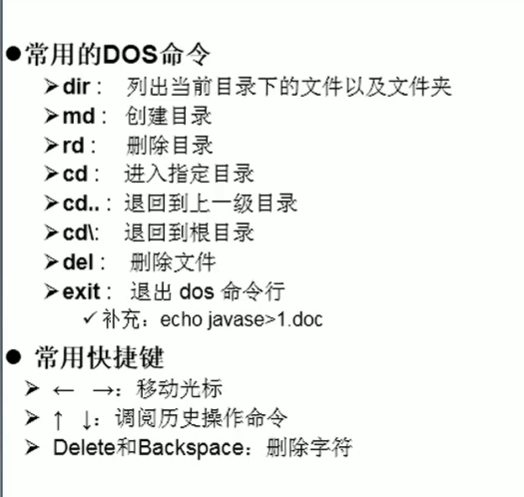 ●常用的DOS命令
➢dir： 列出当前目录下的文件以及文件夹
➢md： 创建目录
➢rd： 删除目录
➢cd： 进入指定目录
➢cd..： 退回到上一级目录
➢cd\: 退回到根目录
➢del： 删除文件
➢exit： 退出 dos 命令行
✓补充：echo javase>1.doc
● 常用快捷键
➢ ← →：移动光标
➢ ↑ ↓：调阅历史操作命令
➢ Delete和Backspace：删除字符